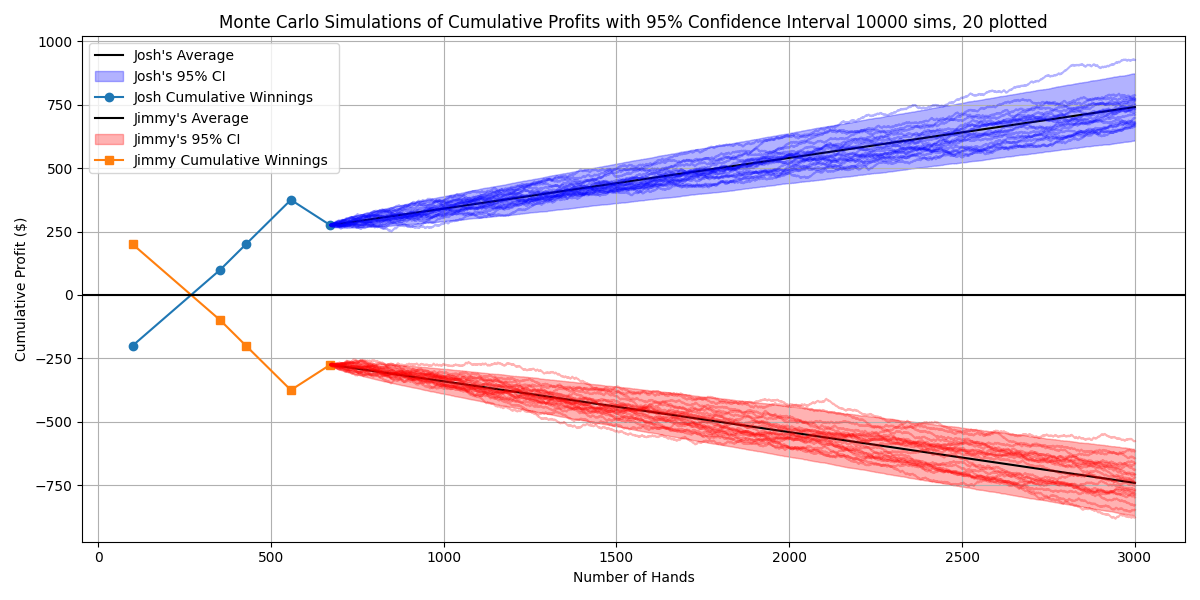 Monte Carlo Simulations of Cumulative Profits with 95% Confidence Interval 10000 sims, 20 plotted
Josh's Average
Josh's 95% CI
Josh Cumulative Winnings
Jimmy's Average
Jimmy's 95% CI
Jimmy Cumulative Winnings
Cumulative Profit ($)
1000
750
500
250
0
−250
−500
−750
0
500
1000
1500
2000
2500
3000
Number of Hands